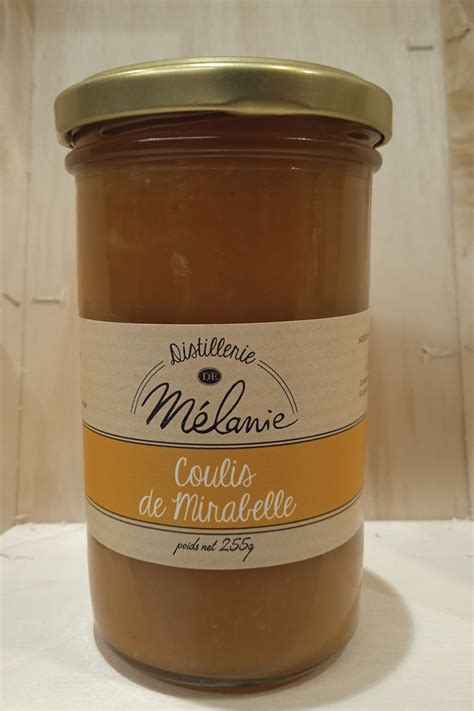 Distillerie
DE
Mélanie
Coulis
de Mirabelle
poids net 255g